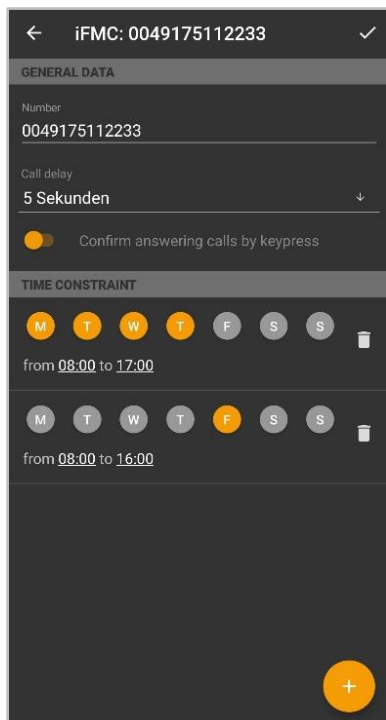 iFMC: 0049175112233
GENERAL DATA
Number
0049175112233
Call delay
5 Sekunden
Confirm answering calls by keypress
TIME CONSTRAINT
M T W T F S S
from 08:00 to 17:00
M T W T F S S
from 08:00 to 16:00
+